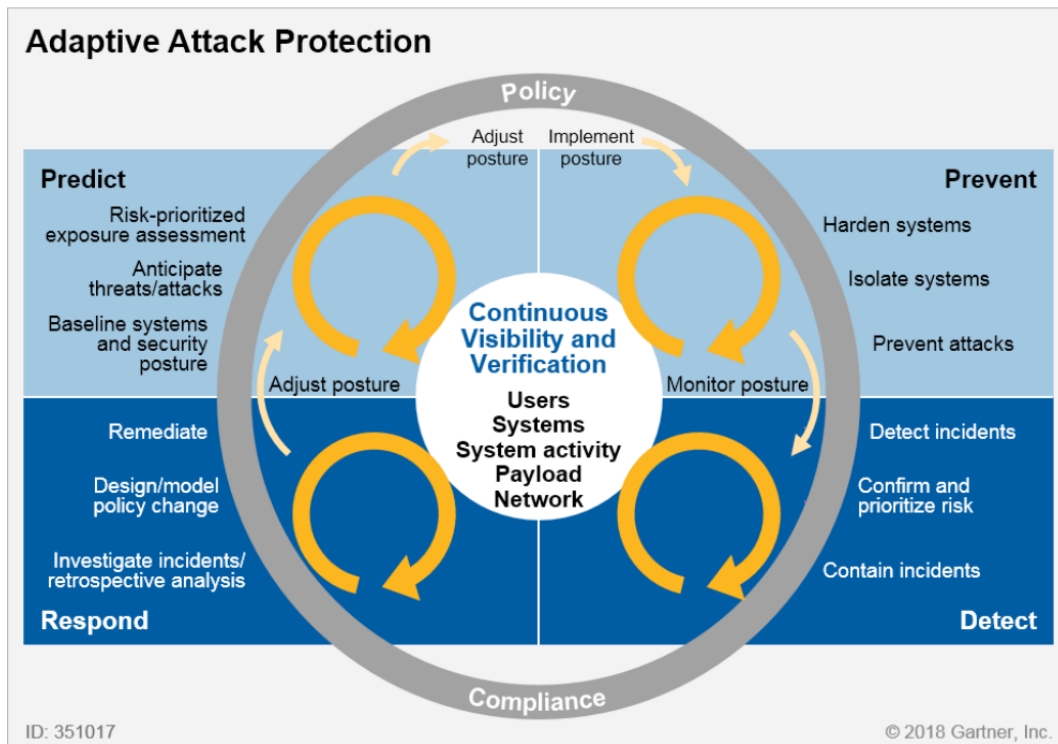 Adaptive Attack Protection
Policy
Adjust
posture
Implement
posture
Predict
Risk-prioritized
exposure assessment
Anticipate
threats/attacks
Baseline systems
and security
posture
Prevent
Harden systems
Isolate systems
Prevent attacks
Continuous
Visibility and
Verification
Users
Systems
System activity
Payload
Network
Adjust posture
Monitor posture
Remediate
Design/model
policy change
Investigate incidents/
retrospective analysis
Respond
Detect incidents
Confirm and
prioritize risk
Contain incidents
Detect
Compliance
ID: 351017
© 2018 Gartner, Inc.